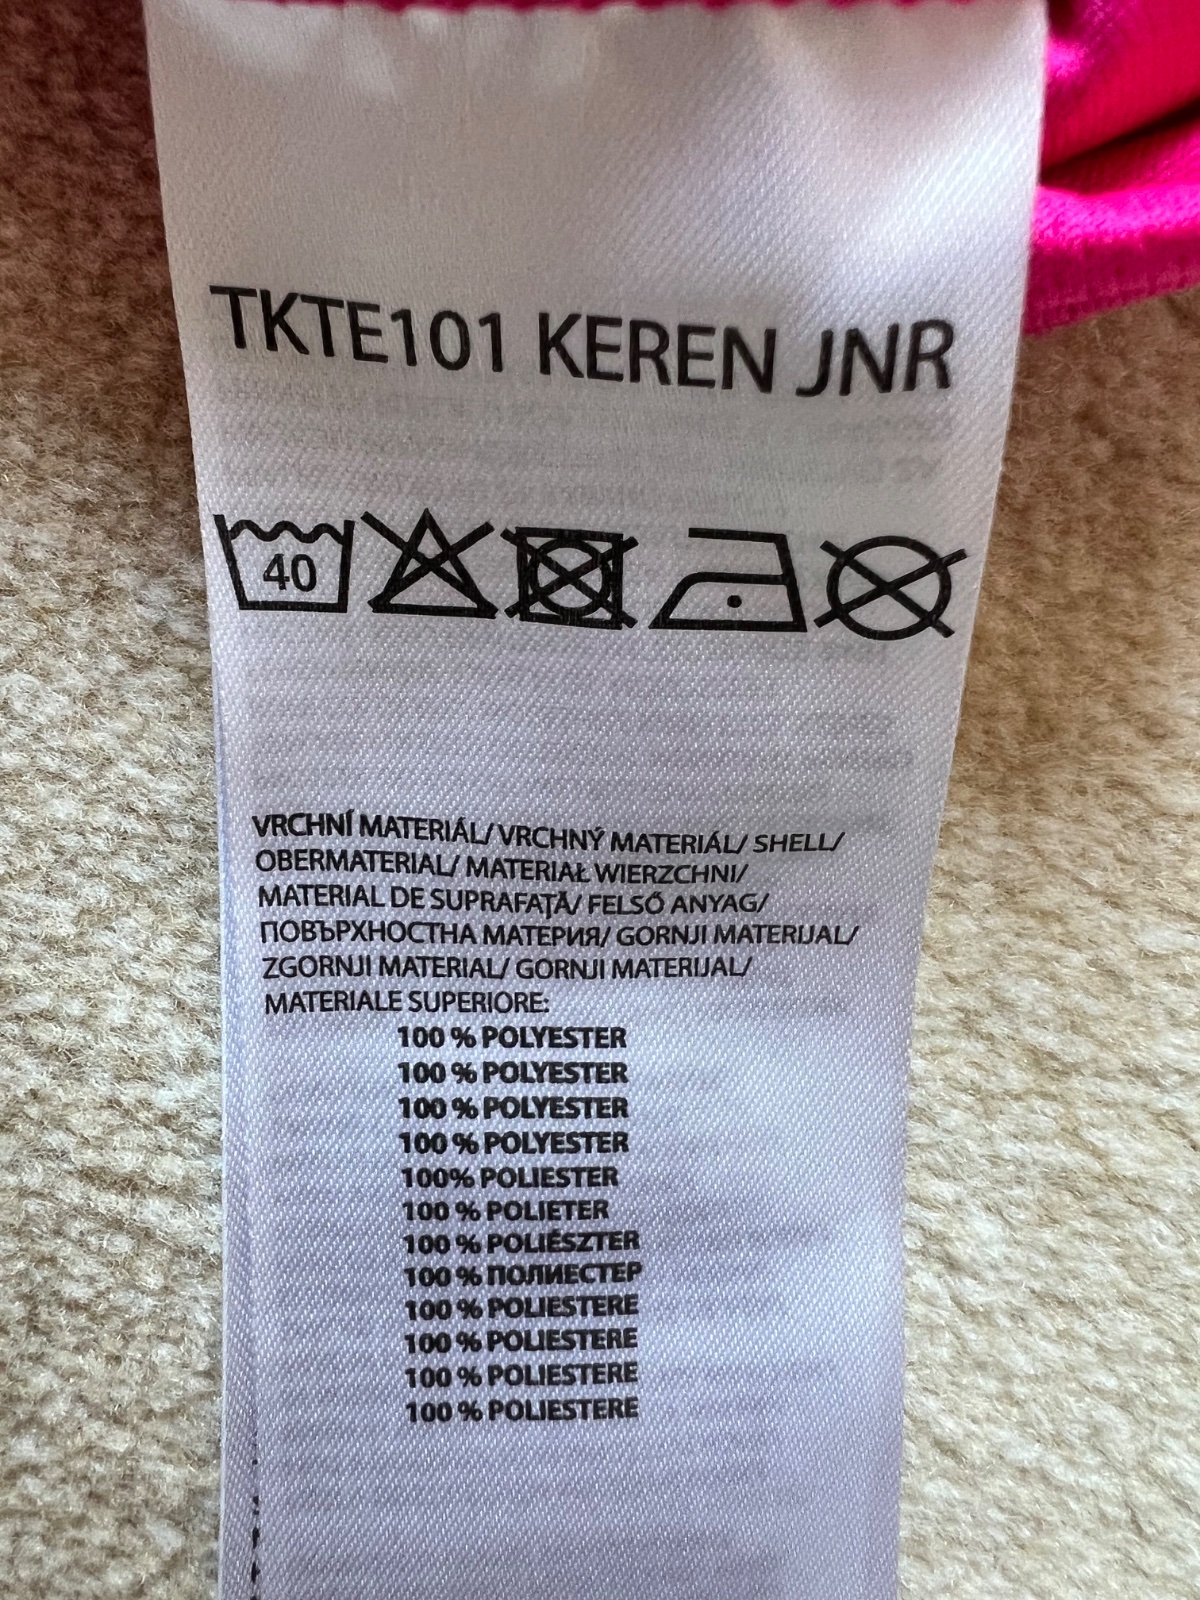 TKTE101 KEREN JNR
40
VRCHNÍ MATERIÁL/ VRCHNÝ MATERIÁL/ SHELL/
OBERMATERIAL/ MATERIAŁ WIERZCHNI/
MATERIAL DE SUPRAFAŢĂ/ FELSŐ ANYAG/
ПОВЪРХНОСТНА МАТЕРИЯ/ GORNJI MATERIJAL/
ZGORNJI MATERIAL/ GORNJI MATERIJAL/
MATERIALE SUPERIORE:
100 % POLYESTER
100 % POLYESTER
100 % POLYESTER
100 % POLYESTER
100% POLIESTER
100 % POLIETER
100 % POLIÉSZTER
100 % ПОЛИЕСТЕР
100 % POLIESTERE
100 % POLIESTERE
100 % POLIESTERE
100 % POLIESTERE